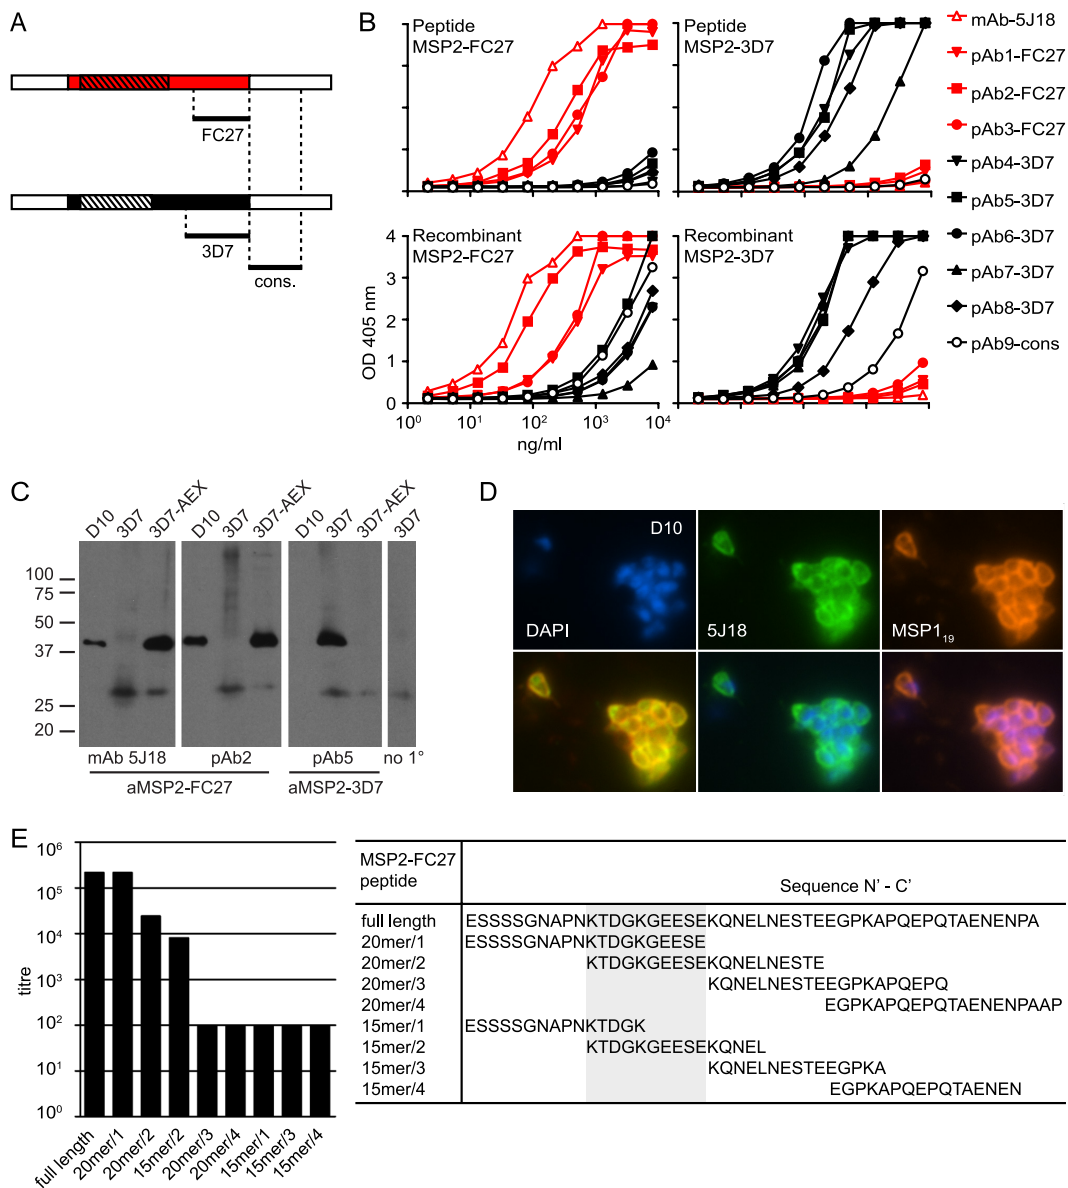 A
FC27
3D7
cons.
B
Peptide
MSP2-FC27
Peptide
MSP2-3D7
Recombinant
MSP2-FC27
Recombinant
MSP2-3D7
4
3
2
1
0
OD 405 nm
10⁰ 10¹ 10² 10³ 10⁴
ng/ml
mAb-5J18
pAb1-FC27
pAb2-FC27
pAb3-FC27
pAb4-3D7
pAb5-3D7
pAb6-3D7
pAb7-3D7
pAb8-3D7
pAb9-cons
C
D10 3D7 3D7-AEX D10 3D7 3D7-AEX D10 3D7 3D7-AEX 3D7
100
75
50
37
25
20
mAb 5J18 pAb2 pAb5 no 1°
aMSP2-FC27 aMSP2-3D7
D
D10
DAPI
5J18
MSP1₁₉
E
10⁶
10⁵
10⁴
10³
10²
10¹
10⁰
titre
full length 20mer/1 20mer/2 15mer/2 20mer/3 20mer/4 15mer/1 15mer/3 15mer/4
MSP2-FC27
peptide
Sequence N' - C'
full length ESSSSGNAPNKTDGKGEESEKQNELNESTEEGPKAPQEPQTAENENPA
20mer/1 ESSSSGNAPNKTDGKGEESE
20mer/2 KTDGKGEESEKQNELNESTE
20mer/3 KQNELNESTEEGPKAPQEPQ
20mer/4 EGPKAPQEPQTAENENPAAP
15mer/1 ESSSSGNAPNKTDGK
15mer/2 KTDGKGEESEKQNEL
15mer/3 KQNELNESTEEGPKA
15mer/4 EGPKAPQEPQTAENEN